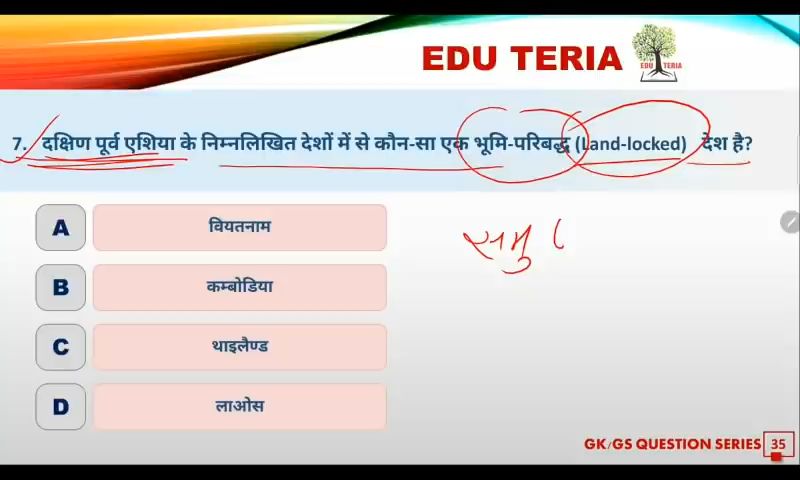 EDU TERIA
EDU TERIA
7. दक्षिण पूर्व एशिया के निम्नलिखित देशों में से कौन-सा एक भूमि-परिबद्ध (Land-locked) देश है?
A वियतनाम
समु
B कम्बोडिया
C थाइलैण्ड
D लाओस
GK/GS QUESTION SERIES 35